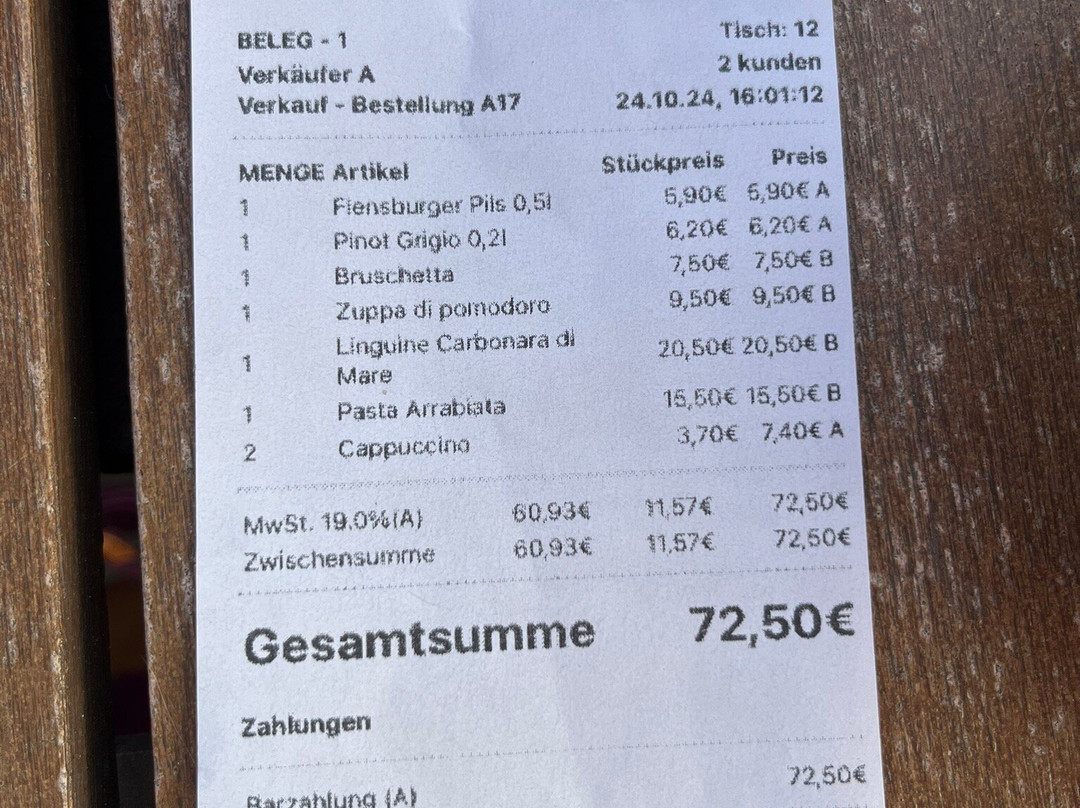 BELEG - 1 Tisch: 12
Verkäufer A 2 kunden
Verkauf - Bestellung A17 24.10.24, 16:01:12
MENGE Artikel Stückpreis Preis
1 Flensburger Pils 0,5l 5,90€ 5,90€ A
1 Pinot Grigio 0,2l 6,20€ 6,20€ A
1 Bruschetta 7,50€ 7,50€ B
1 Zuppa di pomodoro 9,50€ 9,50€ B
1 Linguine Carbonara di 20,50€ 20,50€ B
Mare
1 Pasta Arrabiata 15,50€ 15,50€ B
2 Cappuccino 3,70€ 7,40€ A
MwSt. 19.0%(A) 60,93€ 11,57€ 72,50€
Zwischensumme 60,93€ 11,57€ 72,50€
Gesamtsumme 72,50€
Zahlungen
Barzahlung (A) 72,50€